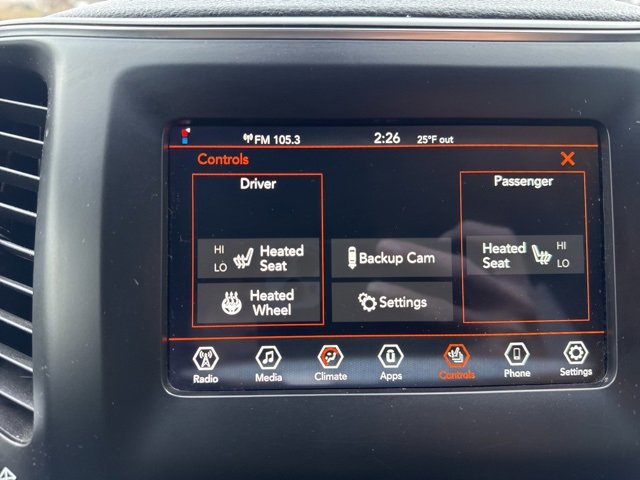 FM 105.3 2:26 25°F out
Controls
Driver
Passenger
HI
LO
Heated
Seat
Backup Cam
Heated
Seat
HI
LO
Heated
Wheel
Settings
Radio Media Climate Apps Controls Phone Settings